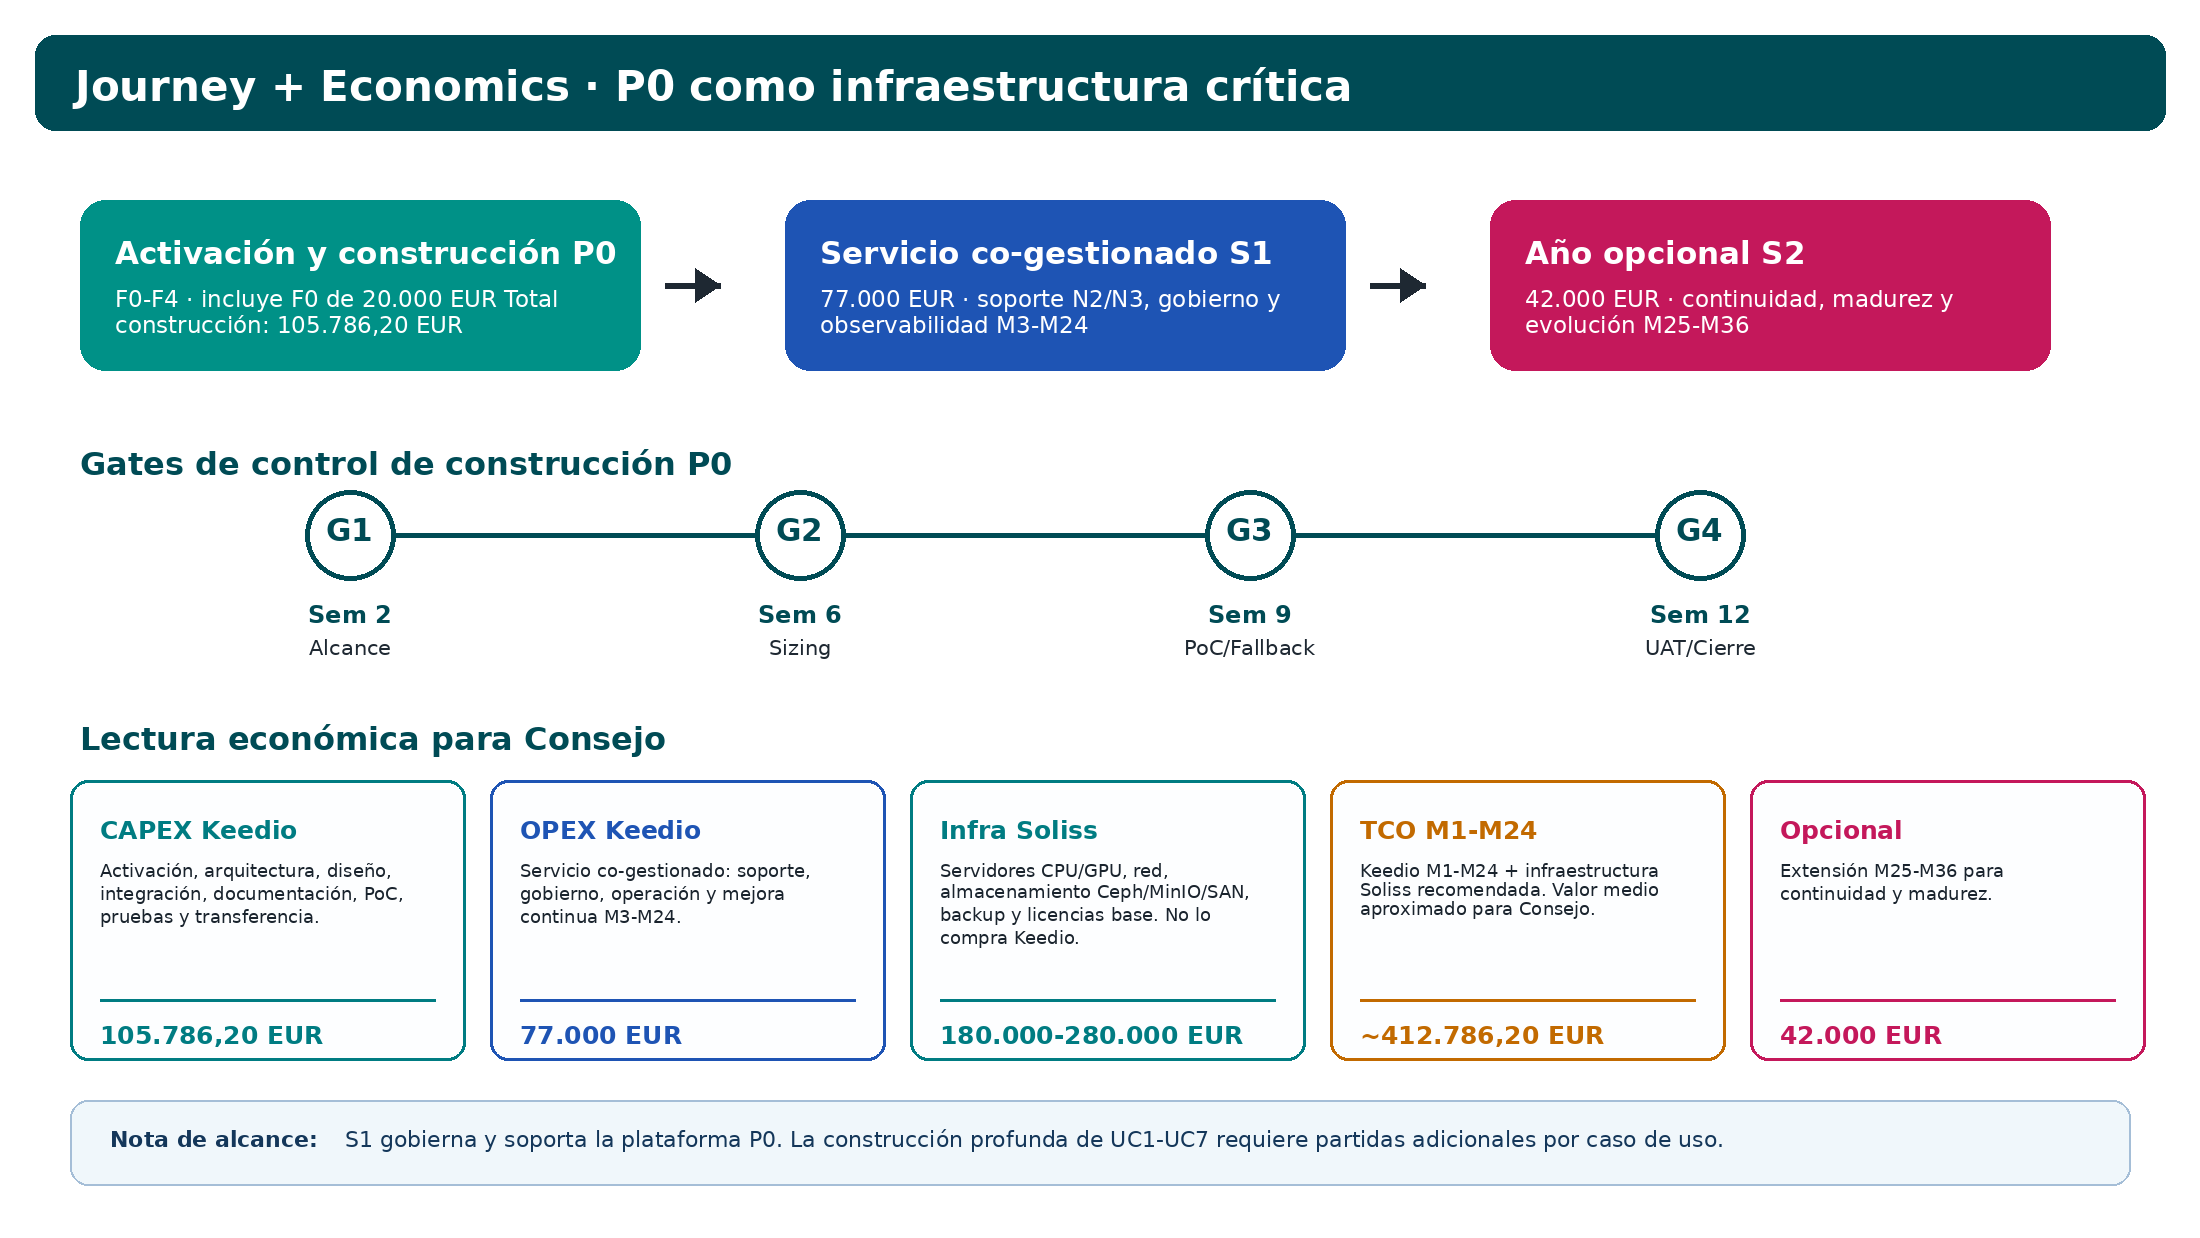 Journey + Economics · P0 como infraestructura crítica
Activación y construcción P0
F0-F4 · incluye F0 de 20.000 EUR Total
construcción: 105.786,20 EUR
Servicio co-gestionado S1
77.000 EUR · soporte N2/N3, gobierno y
observabilidad M3-M24
Año opcional S2
42.000 EUR · continuidad, madurez y
evolución M25-M36
Gates de control de construcción P0
G1
Sem 2
Alcance
G2
Sem 6
Sizing
G3
Sem 9
PoC/Fallback
G4
Sem 12
UAT/Cierre
Lectura económica para Consejo
CAPEX Keedio
Activación, arquitectura, diseño,
integración, documentación, PoC,
pruebas y transferencia.
105.786,20 EUR
OPEX Keedio
Servicio co-gestionado: soporte,
gobierno, operación y mejora
continua M3-M24.
77.000 EUR
Infra Soliss
Servidores CPU/GPU, red,
almacenamiento Ceph/MinIO/SAN,
backup y licencias base. No lo
compra Keedio.
180.000-280.000 EUR
TCO M1-M24
Keedio M1-M24 + infraestructura
Soliss recomendada. Valor medio
aproximado para Consejo.
~412.786,20 EUR
Opcional
Extensión M25-M36 para
continuidad y madurez.
42.000 EUR
Nota de alcance: S1 gobierna y soporta la plataforma P0. La construcción profunda de UC1-UC7 requiere partidas adicionales por caso de uso.